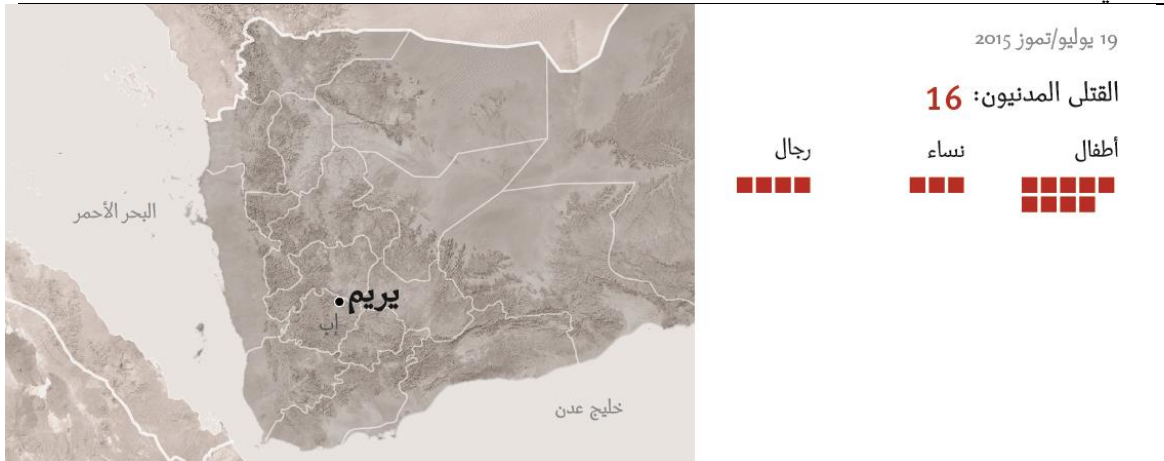 19 يوليو/تموز 2015
القتلى المدنيون: 16
أطفال نساء رجال
البحر الأحمر
يريم
إب
خليج عدن